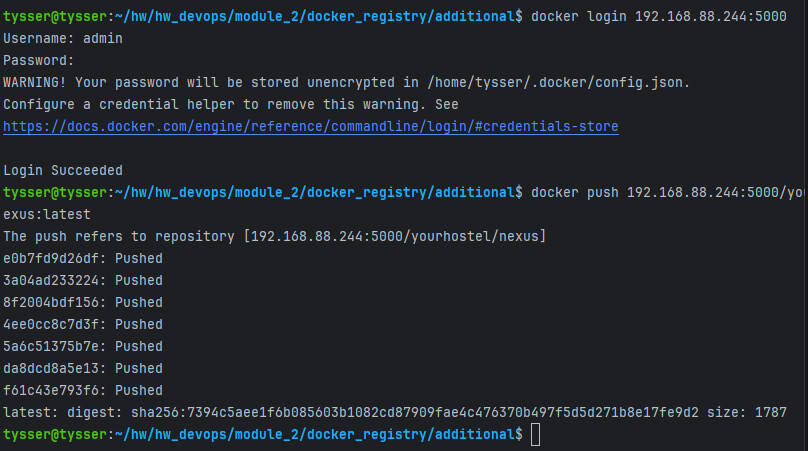 tysser@tysser:~/hw/hw_devops/module_2/docker_registry/additional$ docker login 192.168.88.244:5000
Username: admin
Password:
WARNING! Your password will be stored unencrypted in /home/tysser/.docker/config.json.
Configure a credential helper to remove this warning. See
https://docs.docker.com/engine/reference/commandline/login/#credentials-store
Login Succeeded
tysser@tysser:~/hw/hw_devops/module_2/docker_registry/additional$ docker push 192.168.88.244:5000/you
exus:latest
The push refers to repository [192.168.88.244:5000/yourhostel/nexus]
e0b7fd9d26df: Pushed
3a04ad233224: Pushed
8f2004bdf156: Pushed
4ee0cc8c7d3f: Pushed
5a6c51375b7e: Pushed
da8dcd8a5e13: Pushed
f61c43e793f6: Pushed
latest: digest: sha256:7394c5aee1f6b085603b1082cd87909fae4c476370b497f5d5d271b8e17fe9d2 size: 1787
tysser@tysser:~/hw/hw_devops/module_2/docker_registry/additional$